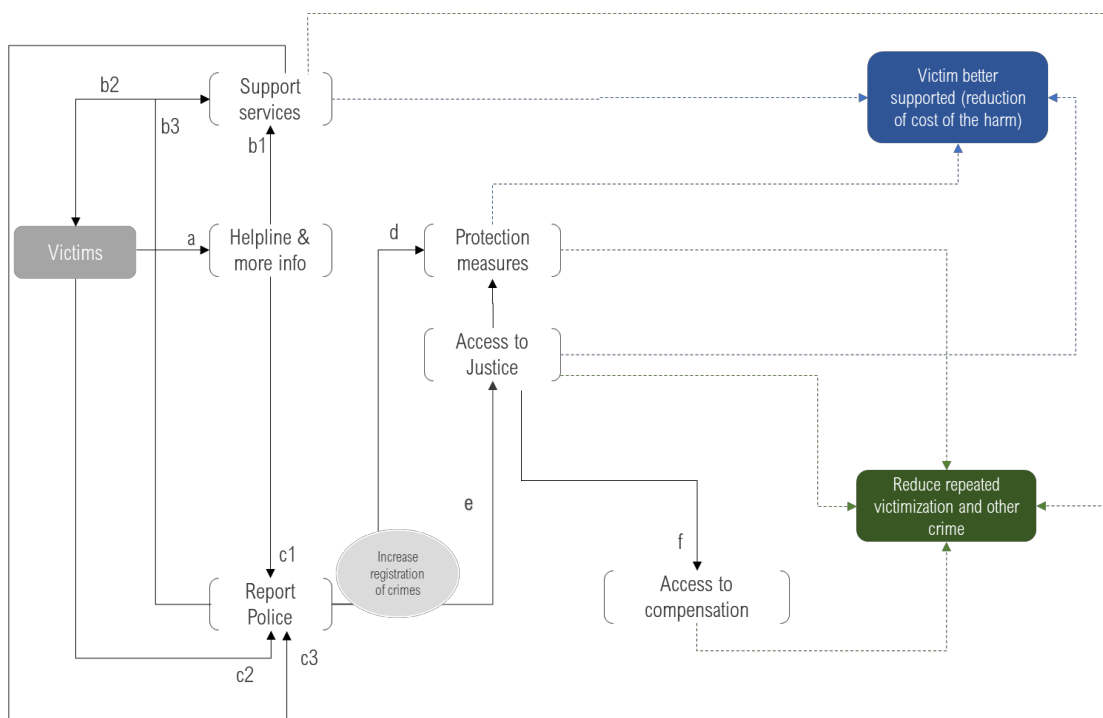 b2
Support
services
Victim better
supported (reduction
of cost of the harm)
b3
b1
Victims
a
Helpline &
more info
d
Protection
measures
Access to
Justice
e
Reduce repeated
victimization and other
crime
c1
Increase
registration
of crimes
f
Report
Police
Access to
compensation
c2
c3